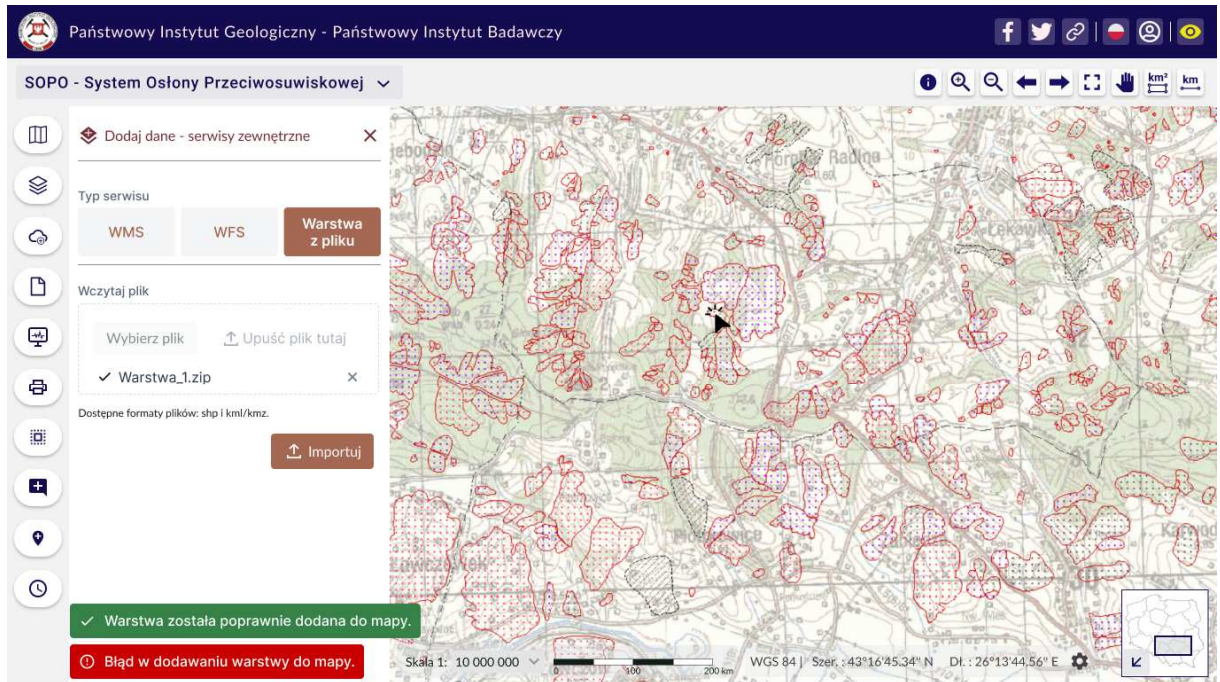 Państwowy Instytut Geologiczny - Państwowy Instytut Badawczy
SOPO - System Osłony Przeciwosuwiskowej
km²
km
Dodaj dane - serwisy zewnętrzne
Typ serwisu
WMS
WFS
Warstwa
z pliku
Wczytaj plik
Wybierz plik
Upuść plik tutaj
Warstwa_1.zip
Dostępne formaty plików: shp i kml/kmz.
Importuj
Warstwa została poprawnie dodana do mapy.
Błąd w dodawaniu warstwy do mapy.
Skala 1: 10 000 000
0 100 200 km
WGS 84 | Szer. : 43°16'45.34" N Dł. : 26°13'44,56" E
Radlna
Łękawka